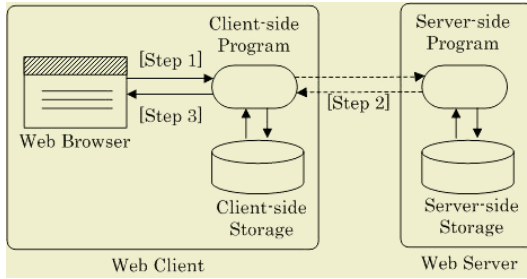 Client-side
Program
Server-side
Program
[Step 1]
[Step 2]
[Step 3]
Web Browser
Client-side
Storage
Server-side
Storage
Web Client
Web Server